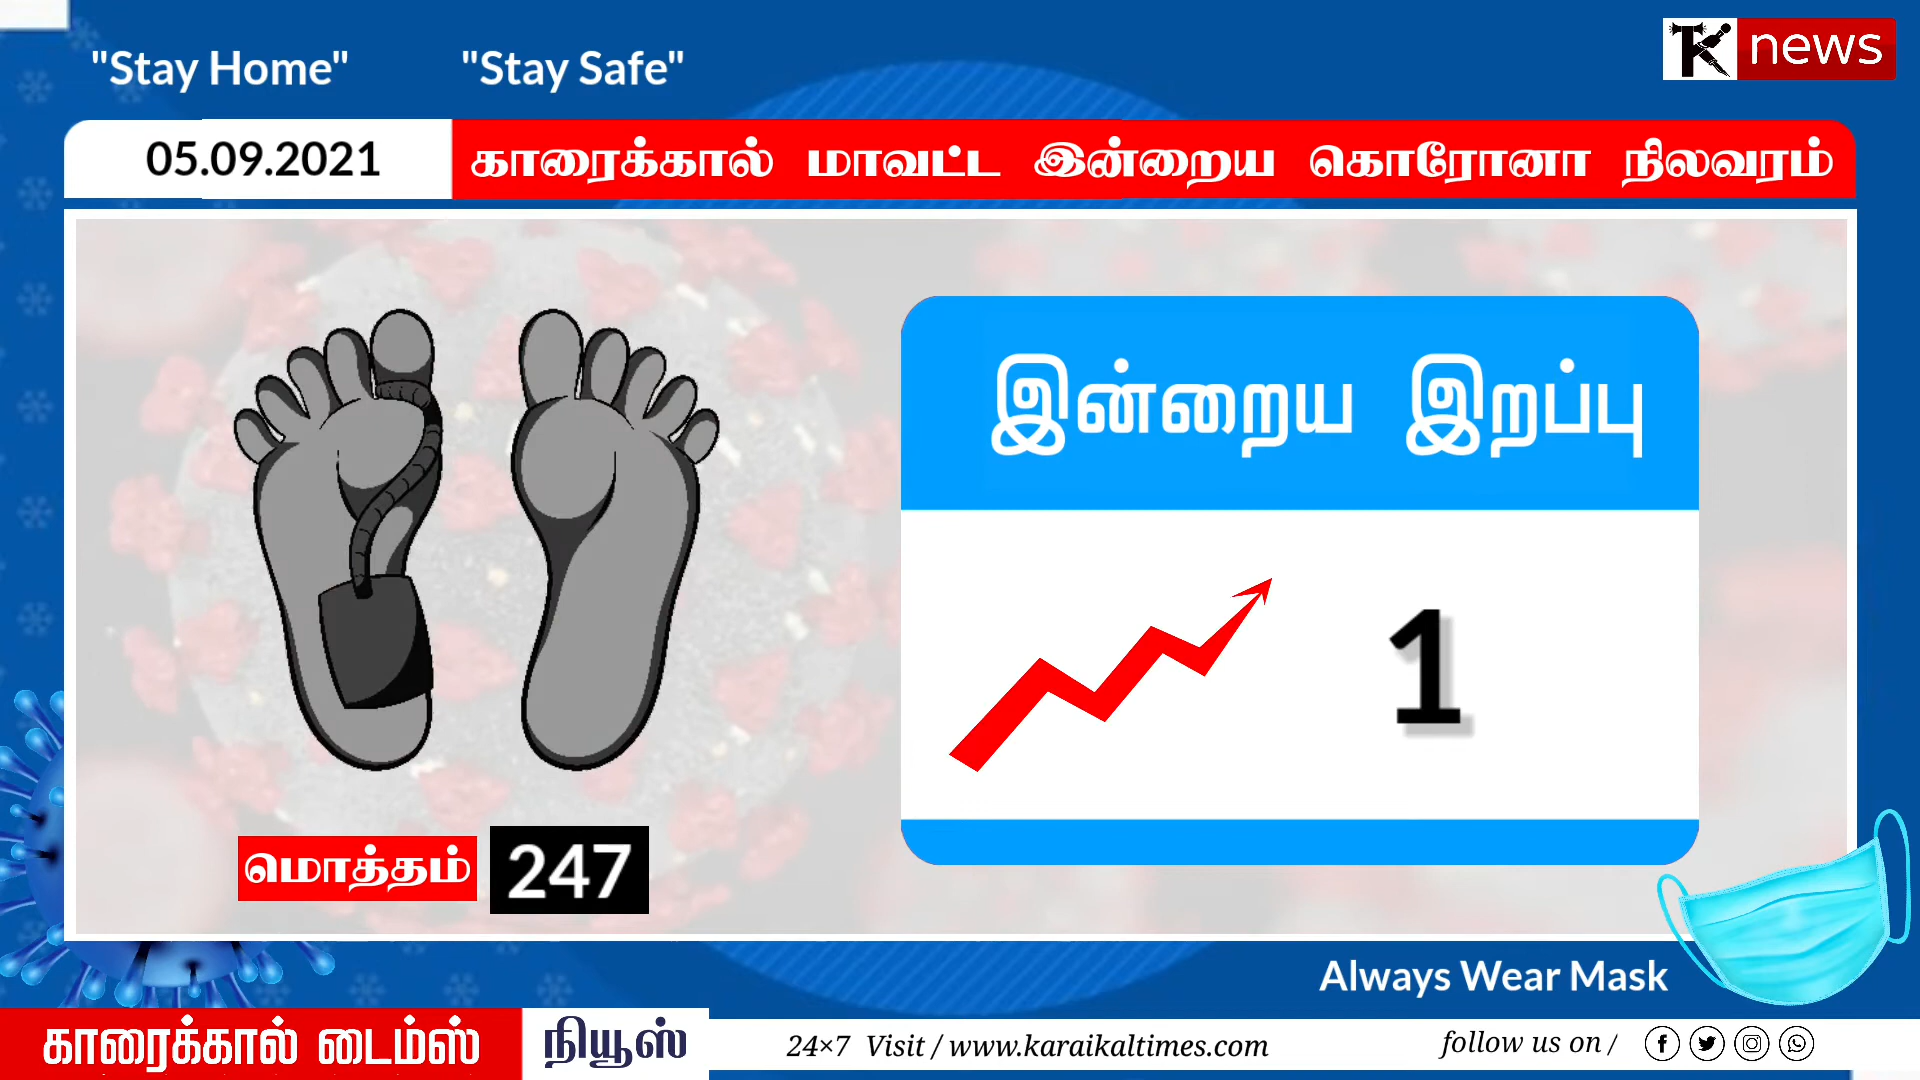 "Stay Home" "Stay Safe"
TK news
05.09.2021 காரைக்கால் மாவட்ட இன்றைய கொரோனா நிலவரம்
இன்றைய இறப்பு
1
மொத்தம் 247
Always Wear Mask
காரைக்கால் டைம்ஸ் நியூஸ் 24×7 Visit / www.karaikaltimes.com follow us on /